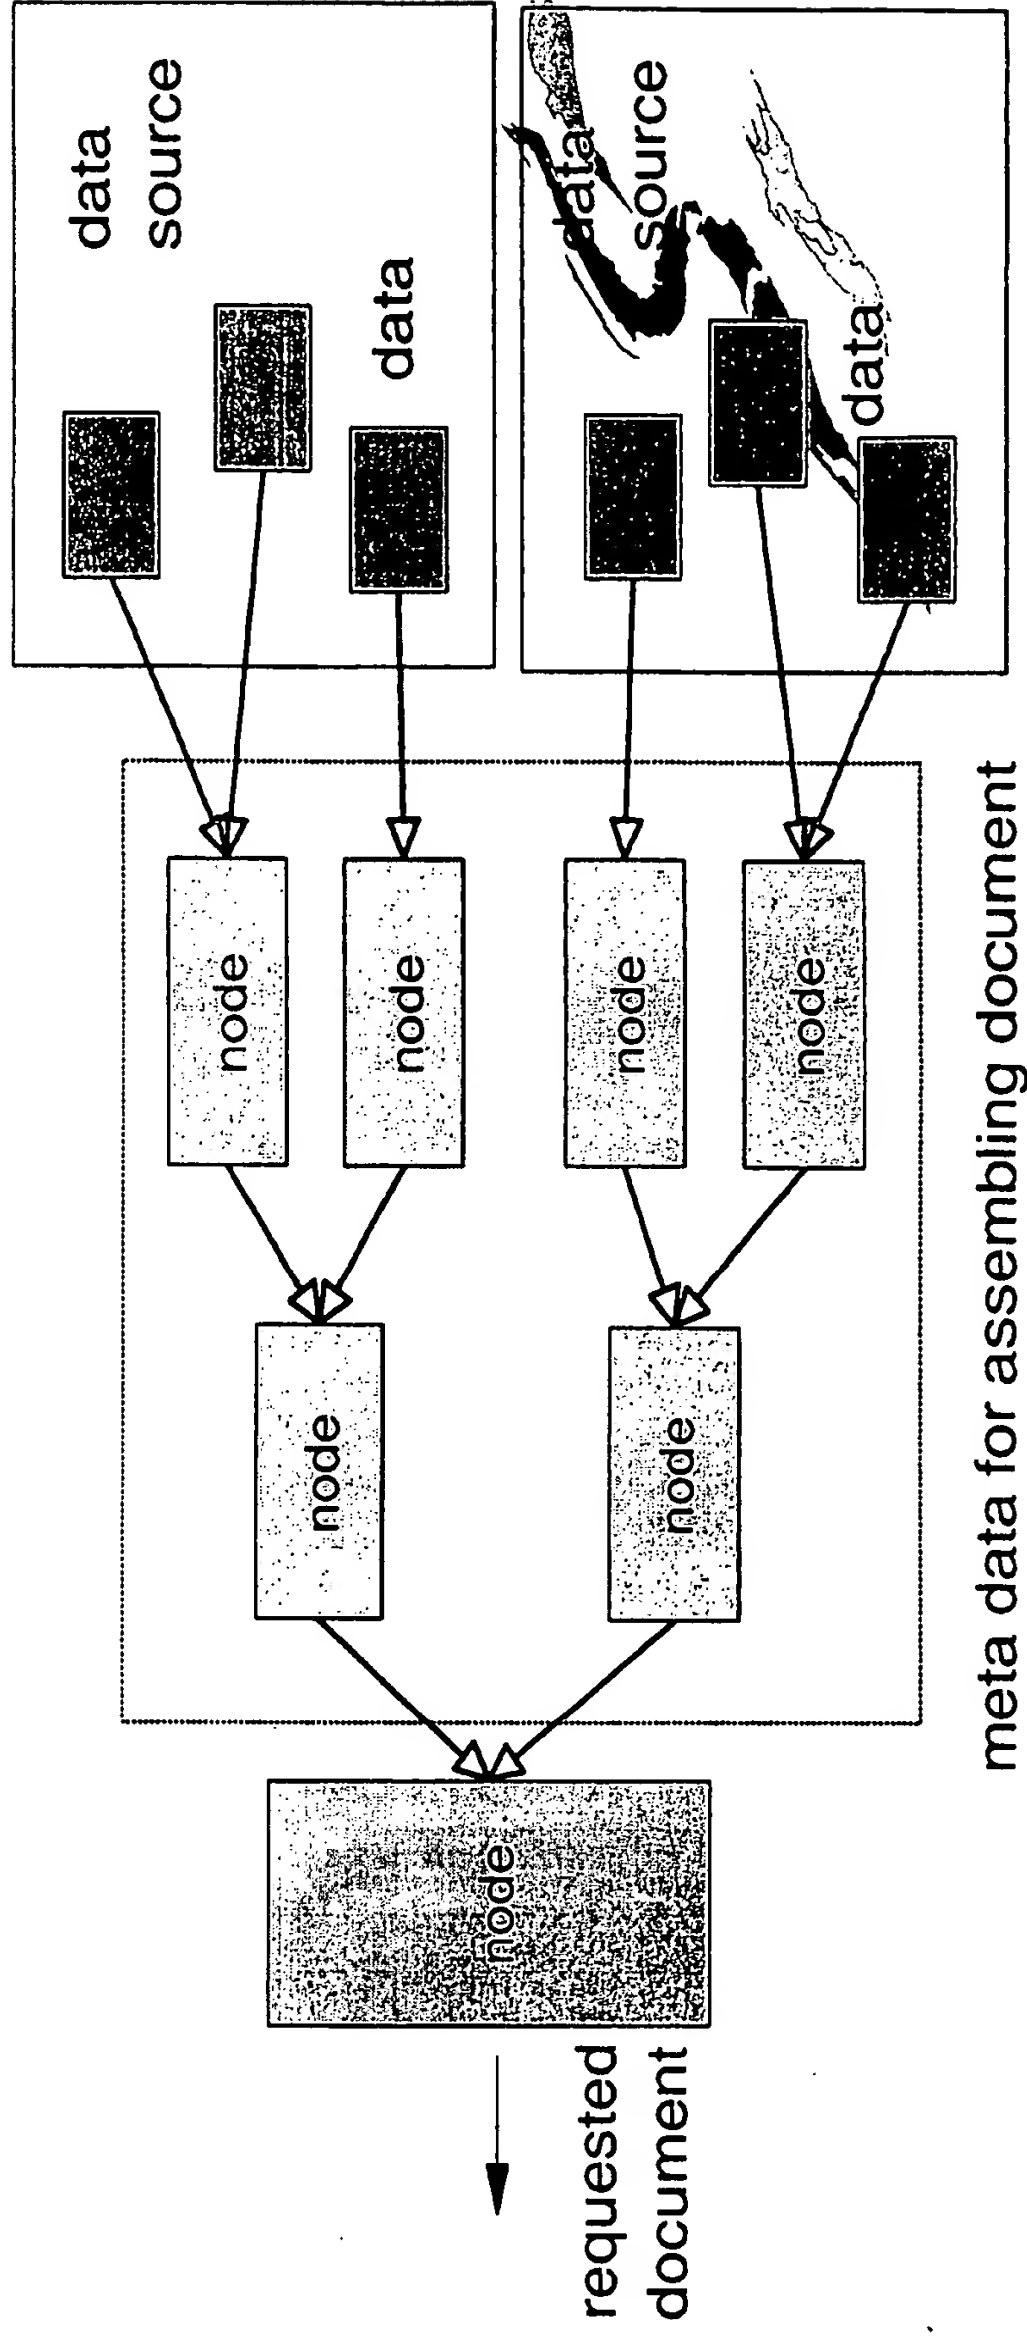 data
source
data
data
source
data
node
node
node
node
node
node
node
requested
document
meta data for assembling document